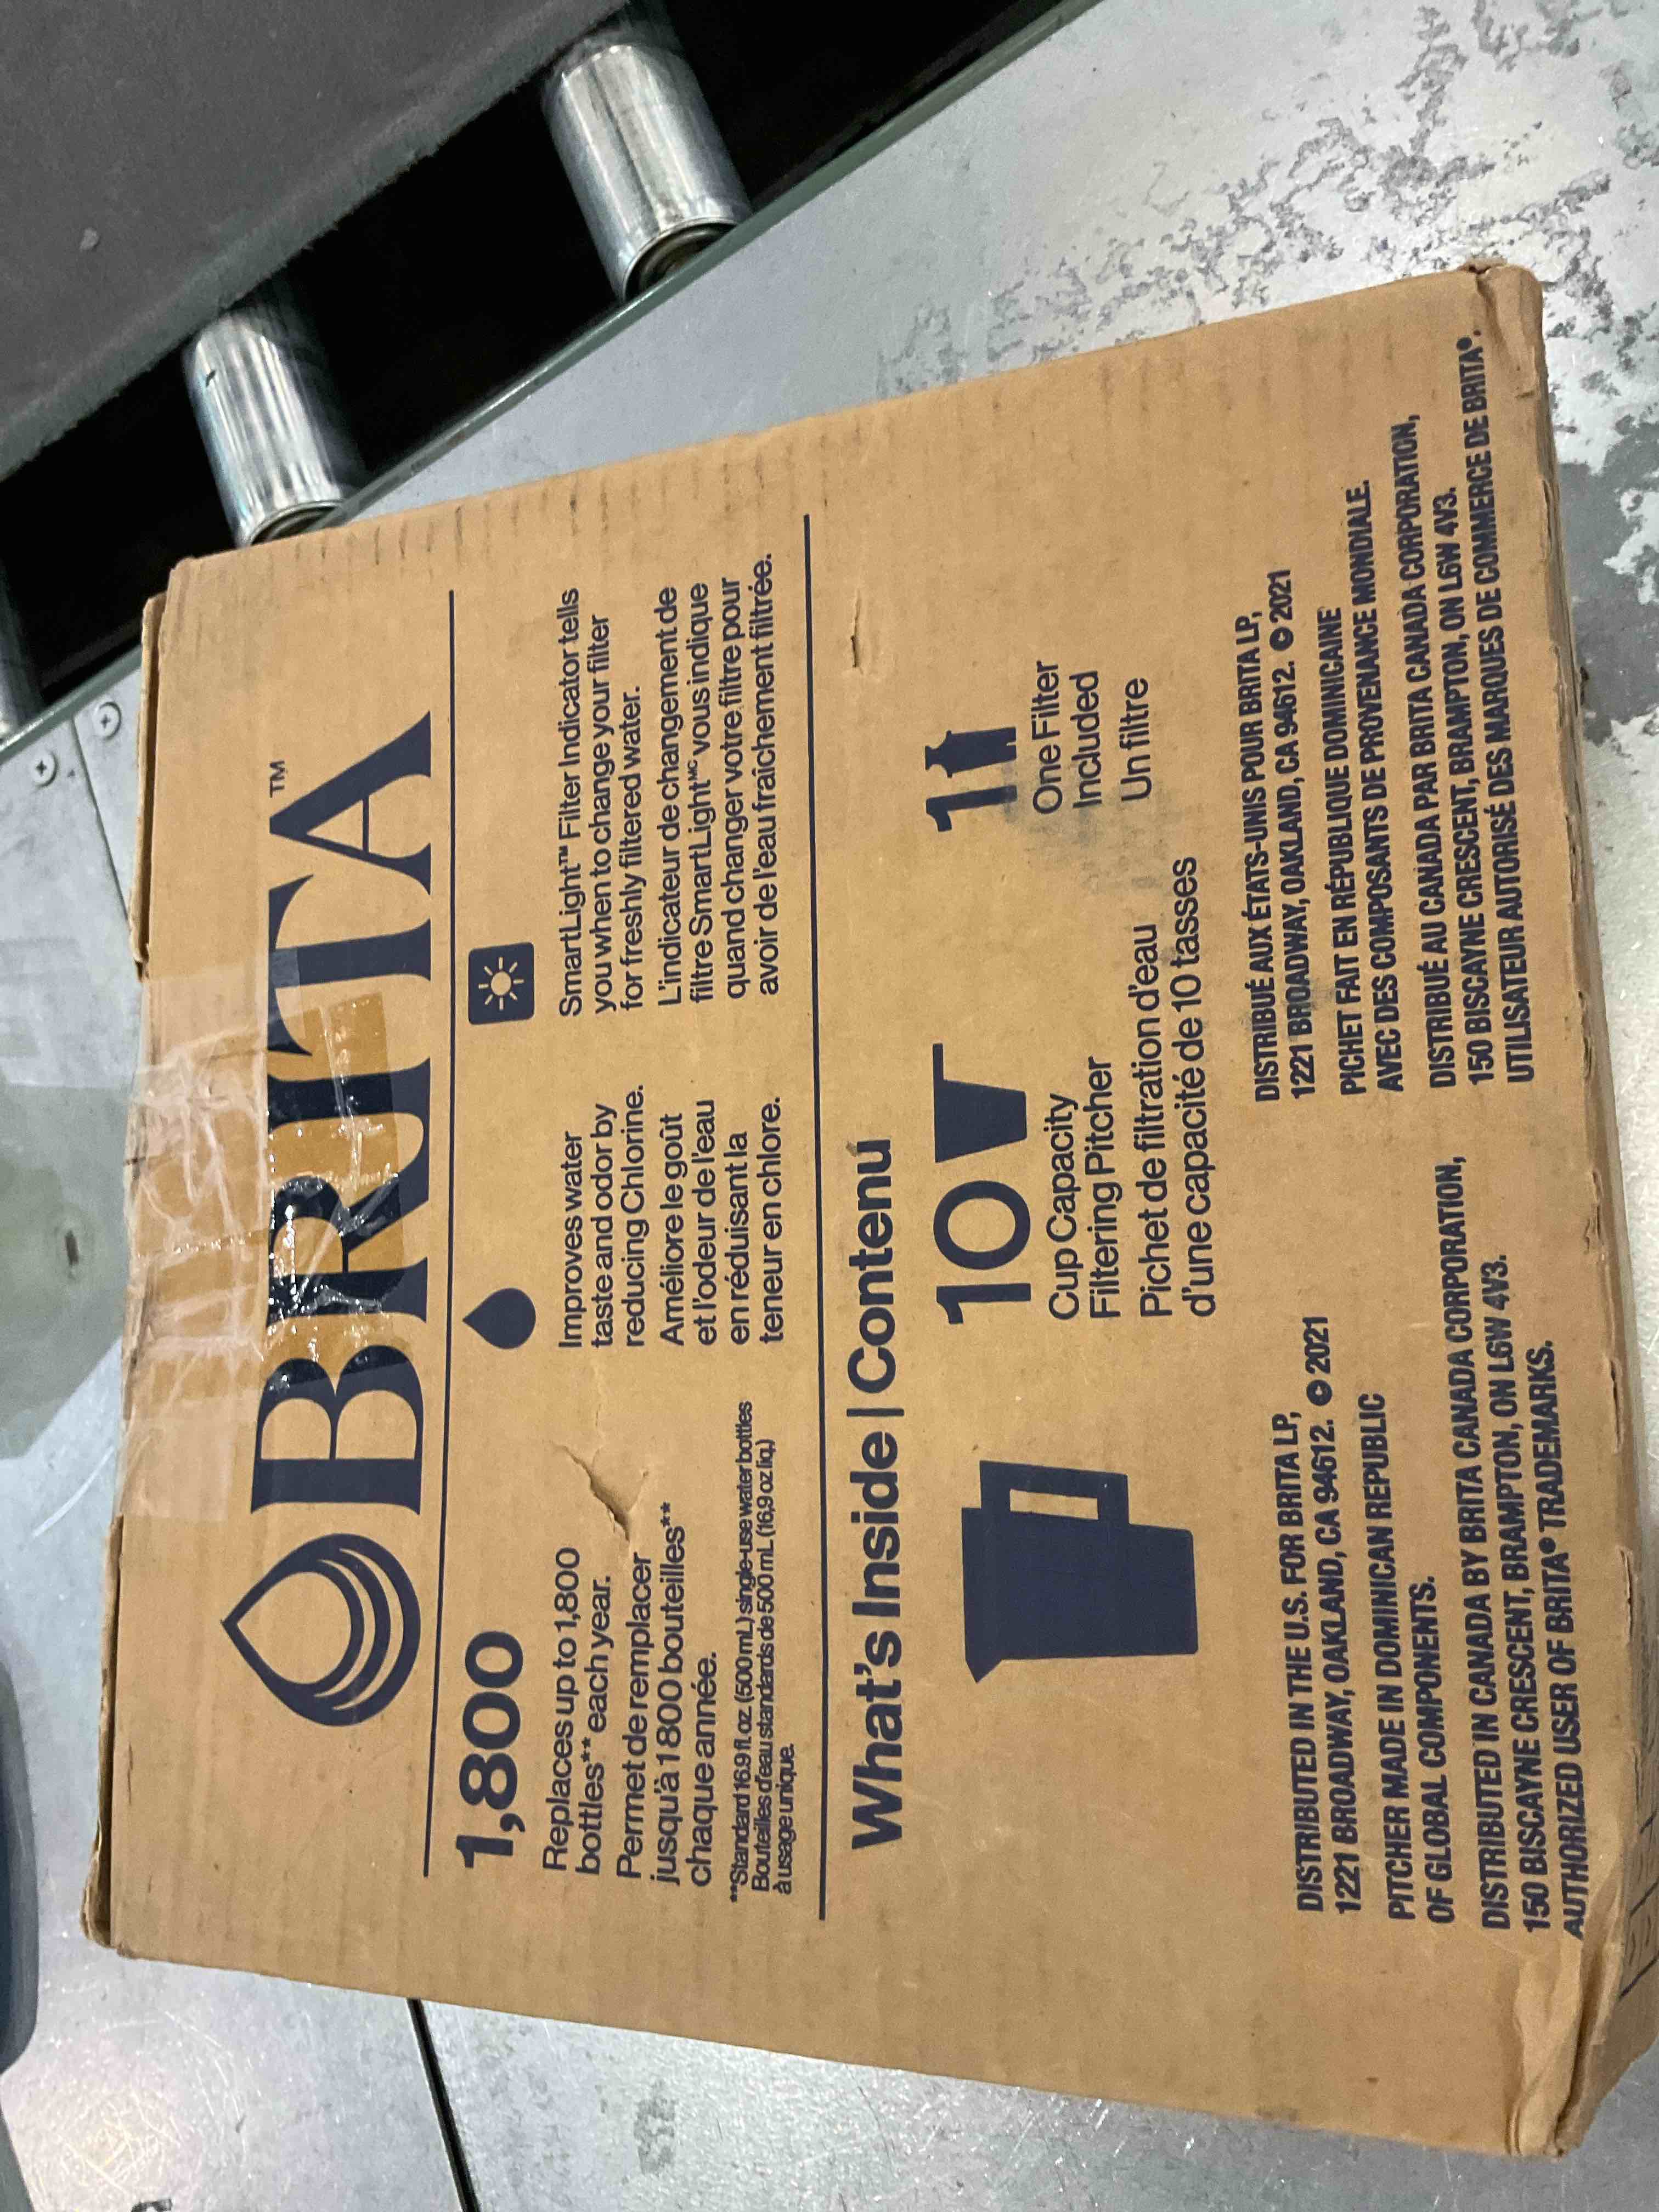 BRITA™
1,800
Replaces up to 1,800
bottles** each year.
Permet de remplacer
jusqu'à 1 800 bouteilles**
chaque année.
**Standard 16.9 fl. oz. (500 mL) single-use water bottles
Bouteilles d'eau standards de 500 mL (16,9 oz liq.)
à usage unique.
Improves water
taste and odor by
reducing Chlorine.
Améliore le goût
et l'odeur de l'eau
en réduisant la
teneur en chlore.
SmartLight™ Filter Indicator tells
you when to change your filter
for freshly filtered water.
L'indicateur de changement de
filtre SmartLight ᴹᶜ vous indique
quand changer votre filtre pour
avoir de l'eau fraîchement filtrée.
What's Inside | Contenu
10
Cup Capacity
Filtering Pitcher
Pichet de filtration d'eau
d'une capacité de 10 tasses
1
One Filter
Included
Un filtre
DISTRIBUTED IN THE U.S. FOR BRITA LP,
1221 BROADWAY, OAKLAND, CA 94612. © 2021
PITCHER MADE IN DOMINICAN REPUBLIC
OF GLOBAL COMPONENTS.
DISTRIBUTED IN CANADA BY BRITA CANADA CORPORATION,
150 BISCAYNE CRESCENT, BRAMPTON, ON L6W 4V3.
AUTHORIZED USER OF BRITA® TRADEMARKS.
DISTRIBUÉ AUX ÉTATS-UNIS POUR BRITA LP,
1221 BROADWAY, OAKLAND, CA 94612. © 2021
PICHET FAIT EN RÉPUBLIQUE DOMINICAINE
AVEC DES COMPOSANTS DE PROVENANCE MONDIALE.
DISTRIBUÉ AU CANADA PAR BRITA CANADA CORPORATION,
150 BISCAYNE CRESCENT, BRAMPTON, ON L6W 4V3.
UTILISATEUR AUTORISÉ DES MARQUES DE COMMERCE DE BRITA®.